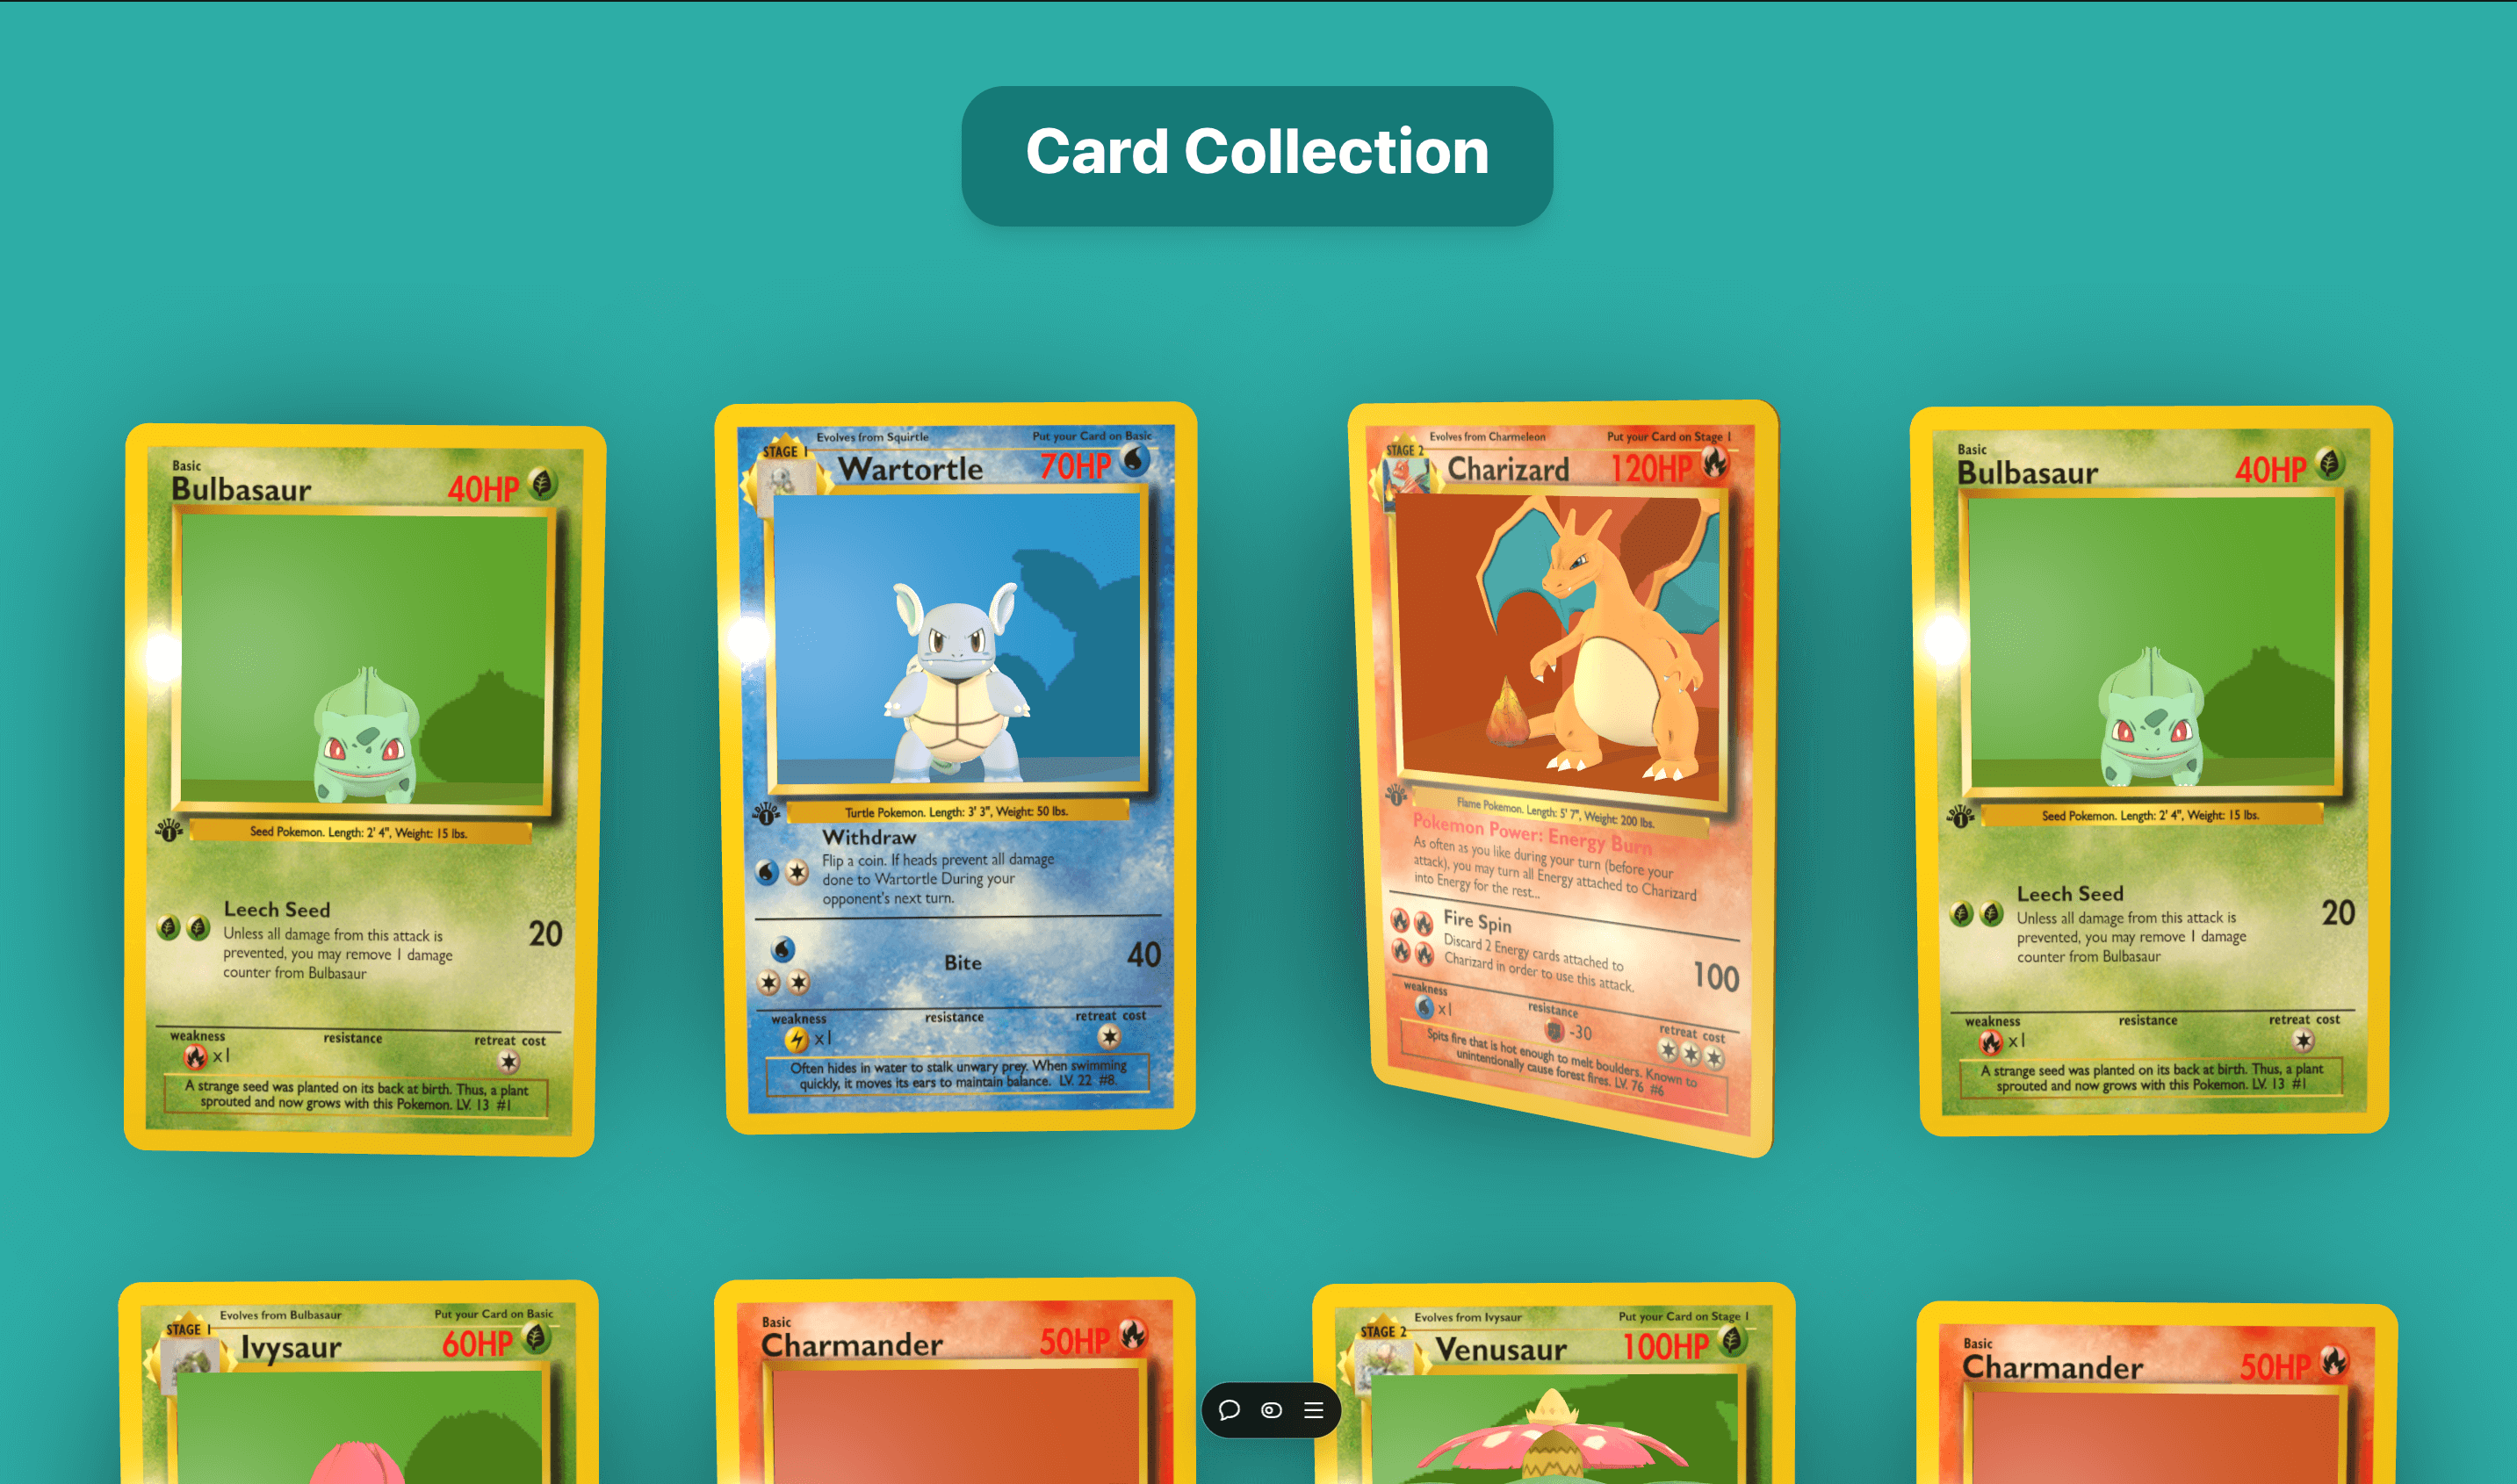 Card Collection
Basic
Bulbasaur 40HP
Seed Pokemon. Length: 2' 4", Weight: 15 lbs.
Leech Seed
Unless all damage from this attack is
prevented, you may remove 1 damage
counter from Bulbasaur
20
weakness resistance retreat cost
x1
A strange seed was planted on its back at birth. Thus, a plant
sprouted and now grows with this Pokemon. LV. 13 #1
Evolves from Squirtle Put your Card on Basic
STAGE 1
Wartortle 70HP
EDITION
1
Turtle Pokemon. Length: 3' 3", Weight: 50 lbs.
Withdraw
Flip a coin. If heads prevent all damage
done to Wartortle During your
opponent's next turn.
Bite 40
weakness resistance retreat cost
x1
Often hides in water to stalk unwary prey. When swimming
quickly, it moves its ears to maintain balance. LV. 22 #8.
Evolves from Charmeleon Put your Card on Stage 1
STAGE 2
Charizard 120HP
Flame Pokemon. Length: 5' 7", Weight: 200 lbs.
Pokemon Power: Energy Burn
As often as you like during your turn (before your
attack), you may turn all Energy attached to Charizard
into Energy for the rest...
Fire Spin
Discard 2 Energy cards attached to
Charizard in order to use this attack.
100
weakness resistance retreat cost
x1 -30
Spits fire that is hot enough to melt boulders. Known to
unintentionally cause forest fires. LV. 76 #6
Basic
Bulbasaur 40HP
Seed Pokemon. Length: 2' 4", Weight: 15 lbs.
Leech Seed
Unless all damage from this attack is
prevented, you may remove 1 damage
counter from Bulbasaur
20
weakness resistance retreat cost
x1
A strange seed was planted on its back at birth. Thus, a plant
sprouted and now grows with this Pokemon. LV. 13 #1
Evolves from Bulbasaur Put your Card on Basic
STAGE 1
Ivysaur 60HP
Basic
Charmander 50HP
Evolves from Ivysaur Put your Card on Stage 1
STAGE 2
Venusaur 100HP
Basic
Charmander 50HP